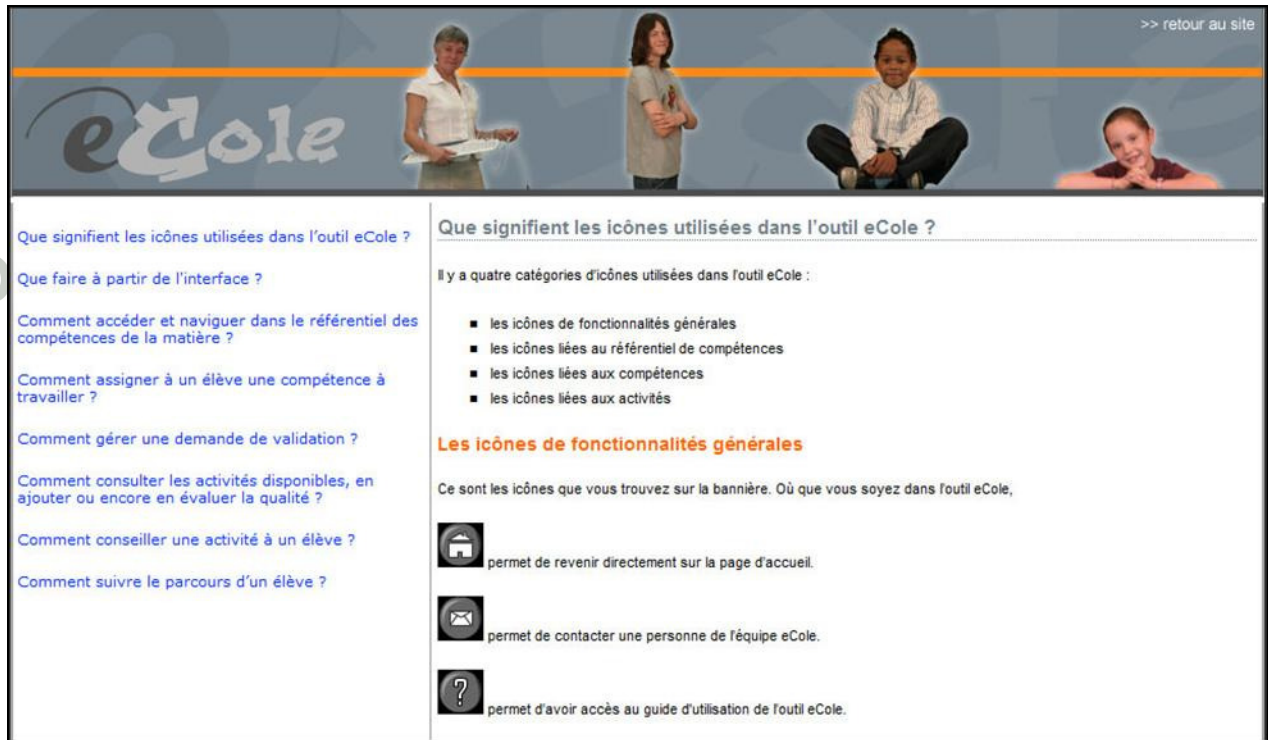 >> retour au site
eCole
Que signifient les icônes utilisées dans l'outil eCole ?
Que faire à partir de l'interface ?
Comment accéder et naviguer dans le référentiel des
compétences de la matière ?
Comment assigner à un élève une compétence à
travailler ?
Comment gérer une demande de validation ?
Comment consulter les activités disponibles, en
ajouter ou encore en évaluer la qualité ?
Comment conseiller une activité à un élève ?
Comment suivre le parcours d'un élève ?
Que signifient les icônes utilisées dans l'outil eCole ?
Il y a quatre catégories d'icônes utilisées dans l'outil eCole :
les icônes de fonctionnalités générales
les icônes liées au référentiel de compétences
les icônes liées aux compétences
les icônes liées aux activités
Les icônes de fonctionnalités générales
Ce sont les icônes que vous trouvez sur la bannière. Où que vous soyez dans l'outil eCole,
permet de revenir directement sur la page d'accueil.
permet de contacter une personne de l'équipe eCole.
?
permet d'avoir accès au guide d'utilisation de l'outil eCole.